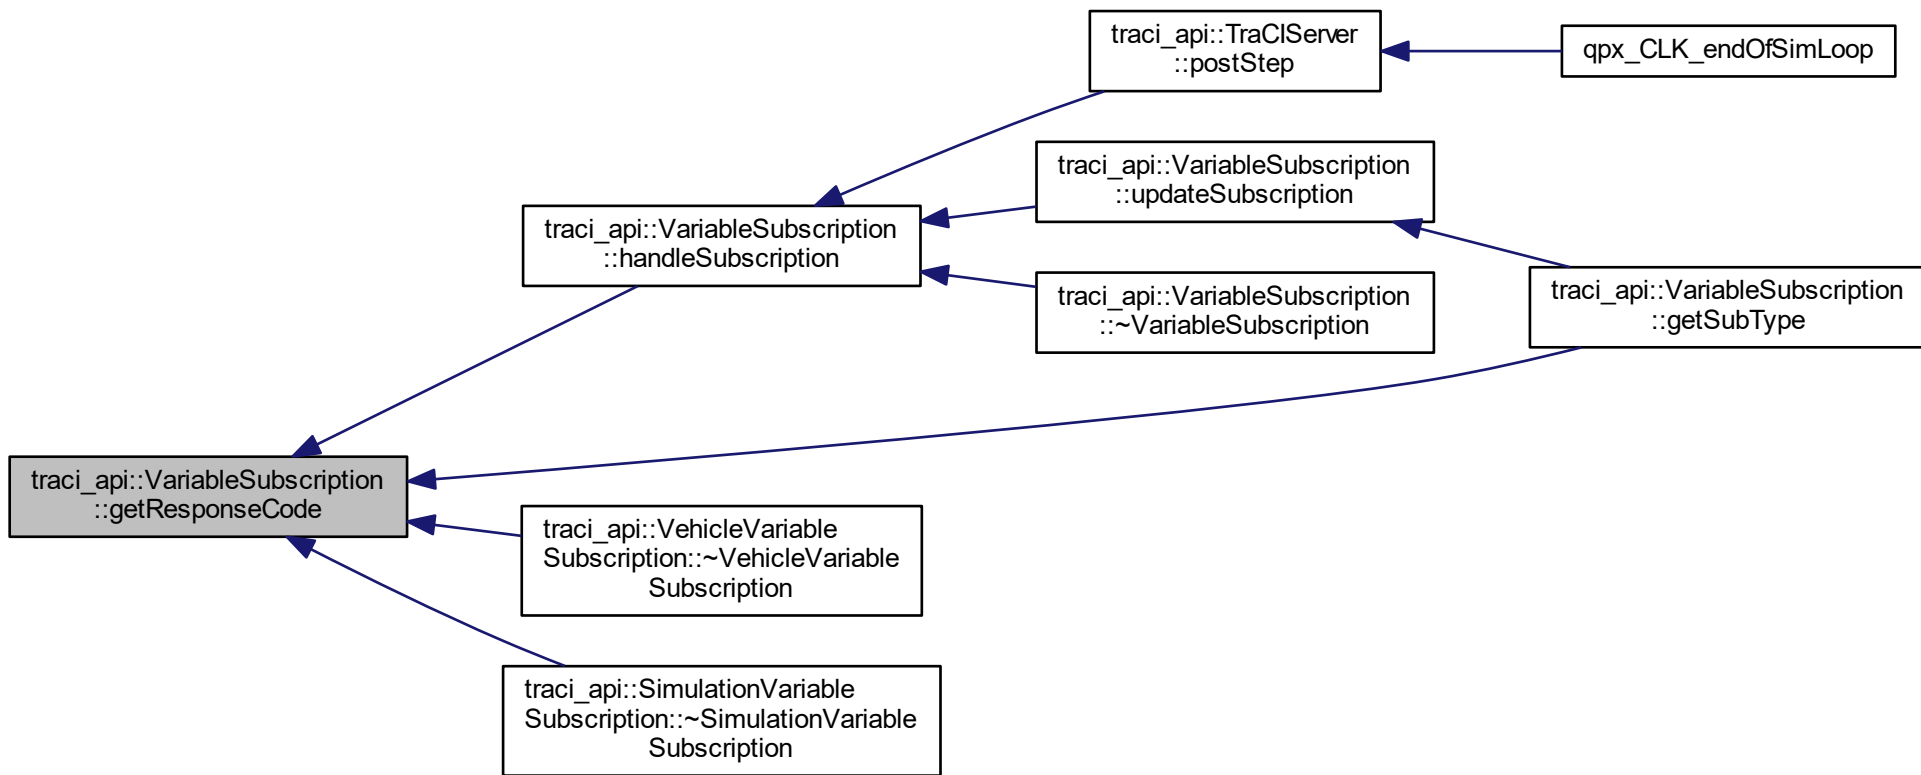 traci_api::TraCIServer
::postStep
qpx_CLK_endOfSimLoop
traci_api::VariableSubscription
::updateSubscription
traci_api::VariableSubscription
::handleSubscription
traci_api::VariableSubscription
::~VariableSubscription
traci_api::VariableSubscription
::getSubType
traci_api::VariableSubscription
::getResponseCode
traci_api::VehicleVariable
Subscription::~VehicleVariable
Subscription
traci_api::SimulationVariable
Subscription::~SimulationVariable
Subscription